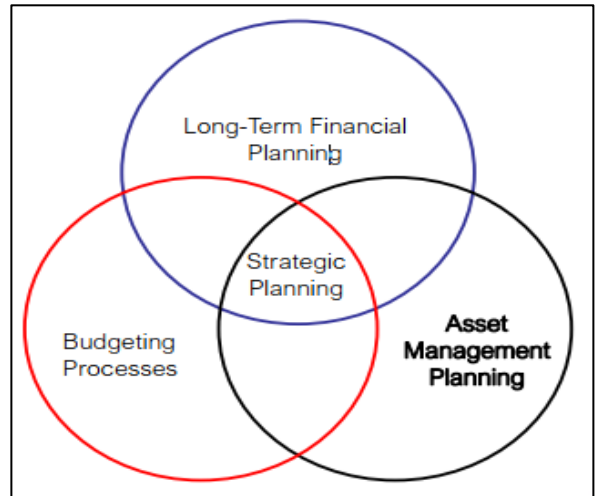 Long-Term Financial
Planning
Strategic
Planning
Budgeting
Processes
Asset
Management
Planning